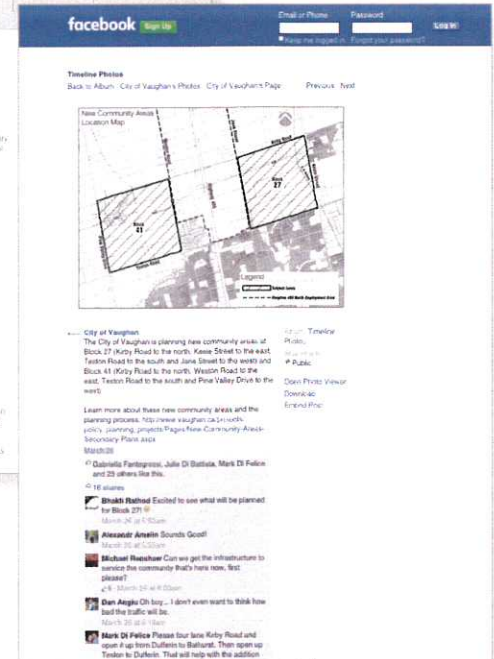 facebook Sign Up
Email or Phone Password
Log In
Keep me logged in Forgot your password?
Timeline Photos
Back to Album City of Vaughan's Photos City of Vaughan's Page Previous Next
New Community Areas
Location Map
Kirby Road
Block
27
Block
41
Teston Road
Legend
Subject Lands
City of Vaughan
The City of Vaughan is planning new community areas at
Block 27 (Kirby Road to the north, Keele Street to the east,
Teston Road to the south and Jane Street to the west) and
Block 41 (Kirby Road to the north, Weston Road to the
east, Teston Road to the south and Pine Valley Drive to the
west).
Timeline
Photos
Public
Open Photo Viewer
Download
Embed Post
Learn more about these new community areas and the
planning process.
March 26
Gabriella Fantegrossi, Julie Di Battista, Mark Di Felice
and 25 others like this.
16 shares
Bhakti Rathod Excited to see what will be planned
for Block 27!
Alexandr Amelin Sounds Good!
Michael Renshaw Can we get the infrastructure to
service the community that's here now, first
please?
Dan Angiu Oh boy... I don't even want to think how
bad the traffic will be.
Mark Di Felice Please four lane Kirby Road and
open it up from Dufferin to Bathurst. Then open up
Teston to Dufferin. That will help with the addition